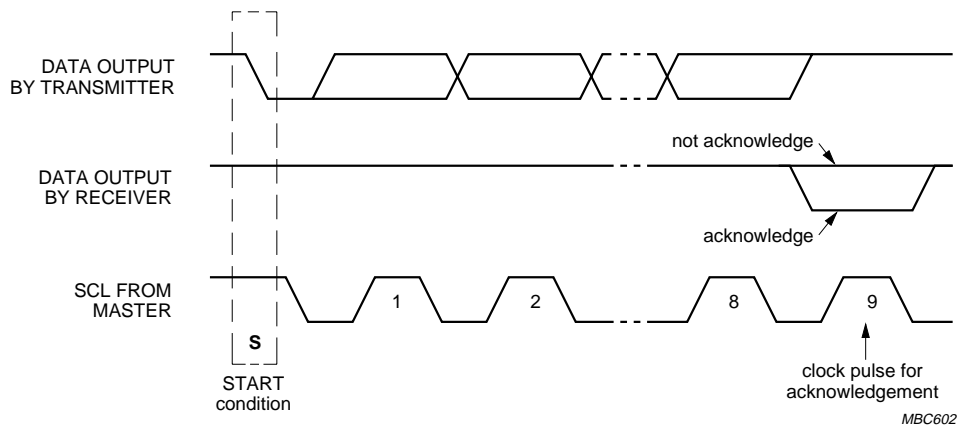 DATA OUTPUT
BY TRANSMITTER
not acknowledge
DATA OUTPUT
BY RECEIVER
acknowledge
SCL FROM
MASTER
1
2
8
9
S
START
condition
clock pulse for
acknowledgement
MBC602